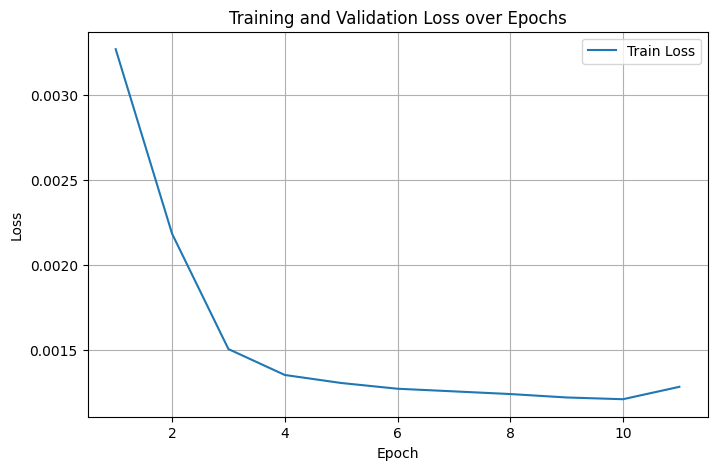 Training and Validation Loss over Epochs
Train Loss
0.0030
0.0025
0.0020
0.0015
Loss
2
4
6
8
10
Epoch